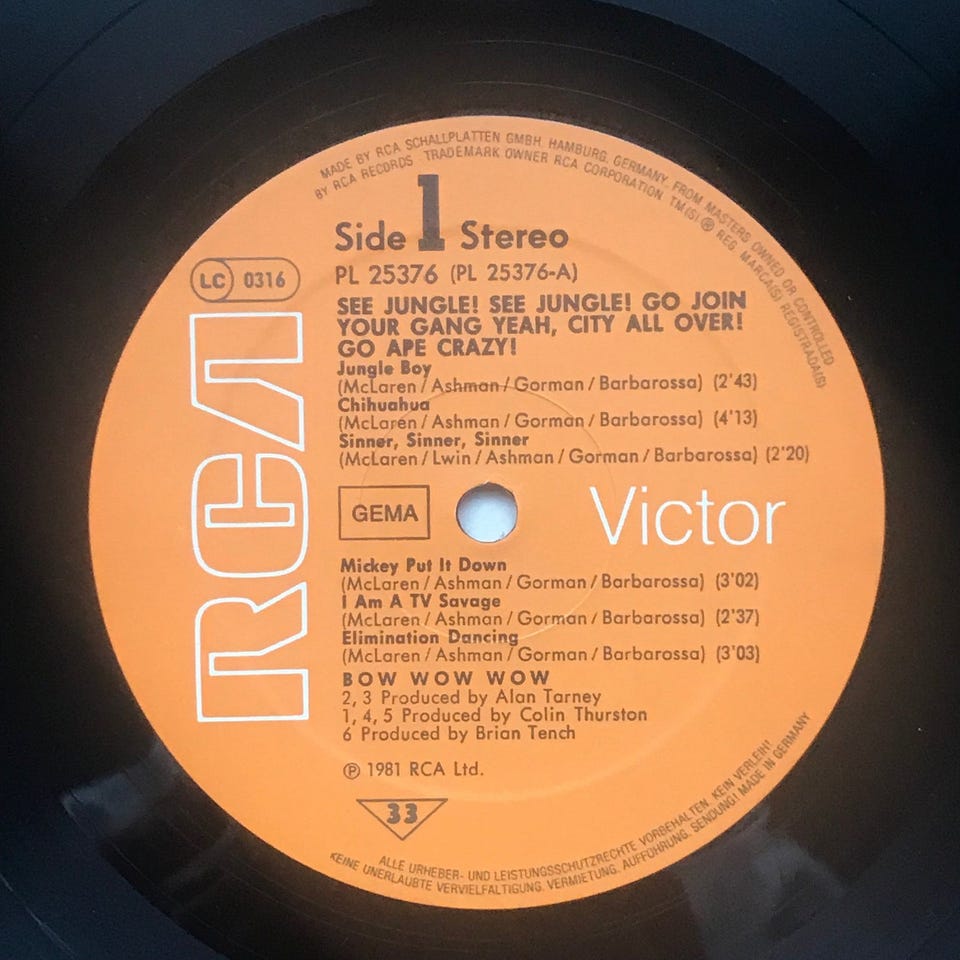 MADE BY RCA SCHALLPLATTEN GMBH, HAMBURG, GERMANY, FROM MASTERS OWNED OR CONTROLLED
BY RCA RECORDS. TRADEMARK OWNER RCA CORPORATION. TM(S) ® REG. MARCA(S) REGISTRADA(S)
Side 1 Stereo
LC 0316
PL 25376 (PL 25376-A)
SEE JUNGLE! SEE JUNGLE! GO JOIN
YOUR GANG YEAH, CITY ALL OVER!
GO APE CRAZY!
Jungle Boy
(McLaren/Ashman/Gorman/Barbarossa) (2'43)
Chihuahua
(McLaren/Ashman/Gorman/Barbarossa) (4'13)
Sinner, Sinner, Sinner
(McLaren/Lwin/Ashman/Gorman/Barbarossa) (2'20)
RCA
GEMA
Victor
Mickey Put It Down
(McLaren/Ashman/Gorman/Barbarossa) (3'02)
I Am A TV Savage
(McLaren/Ashman/Gorman/Barbarossa) (2'37)
Elimination Dancing
(McLaren/Ashman/Gorman/Barbarossa) (3'03)
BOW WOW WOW
2, 3 Produced by Alan Tarney
1, 4, 5 Produced by Colin Thurston
6 Produced by Brian Tench
℗ 1981 RCA Ltd.
33
ALLE URHEBER- UND LEISTUNGSSCHUTZRECHTE VORBEHALTEN. KEIN VERLEIH!
KEINE UNERLAUBTE VERVIELFÄLTIGUNG, VERMIETUNG, AUFFÜHRUNG, SENDUNG! MADE IN GERMANY